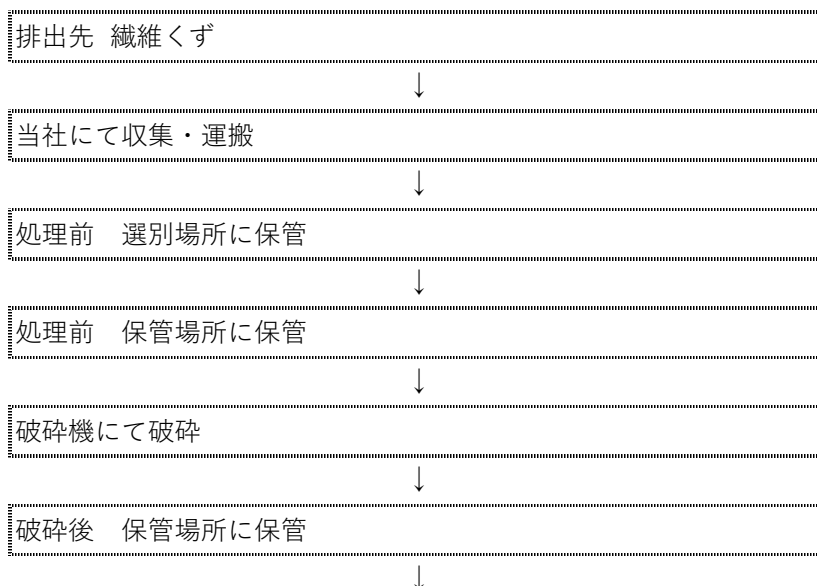 排出先 繊維くず
↓
当社にて収集・運搬
↓
処理前　選別場所に保管
↓
処理前　保管場所に保管
↓
破砕機にて破砕
↓
破砕後　保管場所に保管
↓